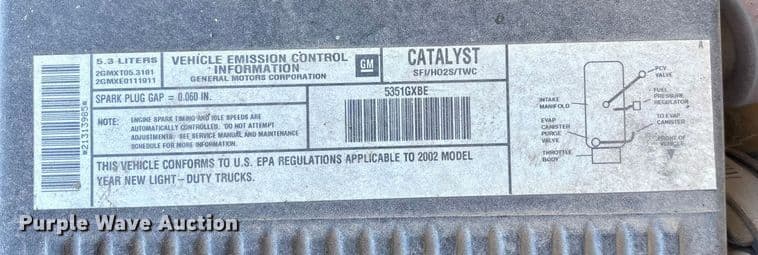 5.3 LITERS
2GMXT05.3181
2GMXE0111911
VEHICLE EMISSION CONTROL
INFORMATION
GENERAL MOTORS CORPORATION
GM
CATALYST
SFI/HO2S/TWC
SPARK PLUG GAP = 0.060 IN.
NOTE: ENGINE SPARK TIMING AND IDLE SPEEDS ARE
AUTOMATICALLY CONTROLLED. DO NOT ATTEMPT
ADJUSTMENTS. SEE SERVICE MANUAL AND MAINTENANCE
SCHEDULE FOR MORE INFORMATION.
5351GXBE
THIS VEHICLE CONFORMS TO U.S. EPA REGULATIONS APPLICABLE TO 2002 MODEL
YEAR NEW LIGHT-DUTY TRUCKS.
*21313985*
A
PCV
VALVE
FUEL
PRESSURE
REGULATOR
INTAKE
MANIFOLD
EVAP
CANISTER
PURGE
VALVE
TO EVAP
CANISTER
FRONT OF
VEHICLE
THROTTLE
BODY
Purple Wave Auction